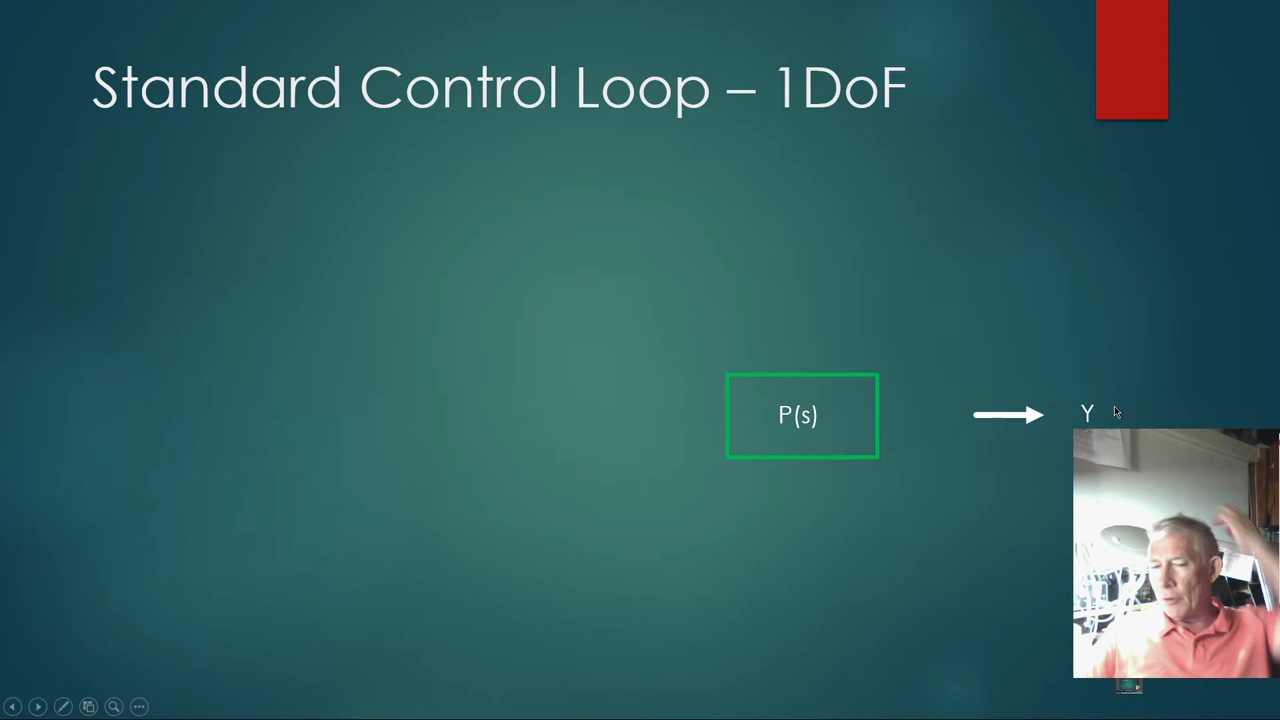 Standard Control Loop – 1DoF
P(s)
Y